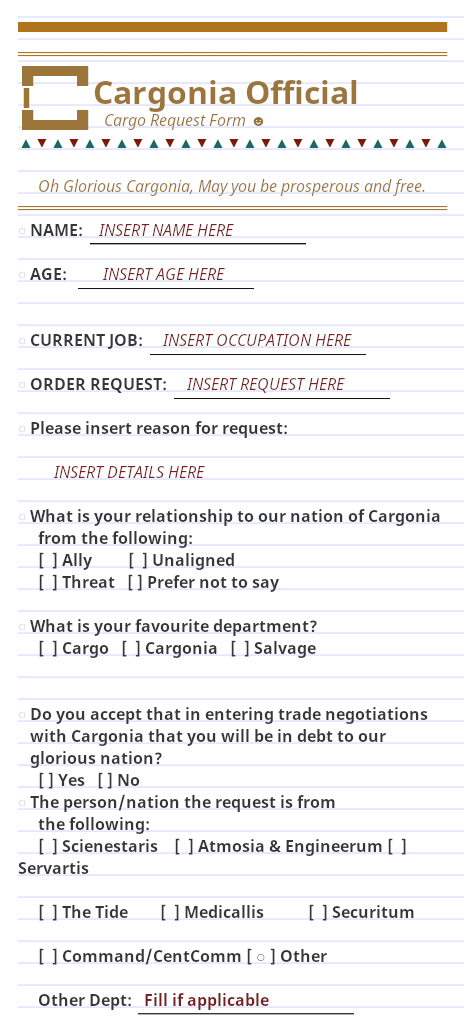 Cargonia Official
Cargo Request Form ☻
▲ ▼ ▲ ▼ ▲ ▼ ▲ ▼ ▲ ▼ ▲ ▼ ▲ ▼ ▲ ▼ ▲ ▼ ▲ ▼ ▲ ▼ ▲ ▼ ▲ ▼ ▲
Oh Glorious Cargonia, May you be prosperous and free.
○ NAME: INSERT NAME HERE
○ AGE: INSERT AGE HERE
○ CURRENT JOB: INSERT OCCUPATION HERE
○ ORDER REQUEST: INSERT REQUEST HERE
○ Please insert reason for request:
INSERT DETAILS HERE
○ What is your relationship to our nation of Cargonia
from the following:
[ ] Ally [ ] Unaligned
[ ] Threat [ ] Prefer not to say
○ What is your favourite department?
[ ] Cargo [ ] Cargonia [ ] Salvage
○ Do you accept that in entering trade negotiations
with Cargonia that you will be in debt to our
glorious nation?
[ ] Yes [ ] No
○ The person/nation the request is from
the following:
[ ] Scienestaris [ ] Atmosia & Engineerum [ ]
Servartis
[ ] The Tide [ ] Medicallis [ ] Securitum
[ ] Command/CentComm [ ○ ] Other
Other Dept: Fill if applicable